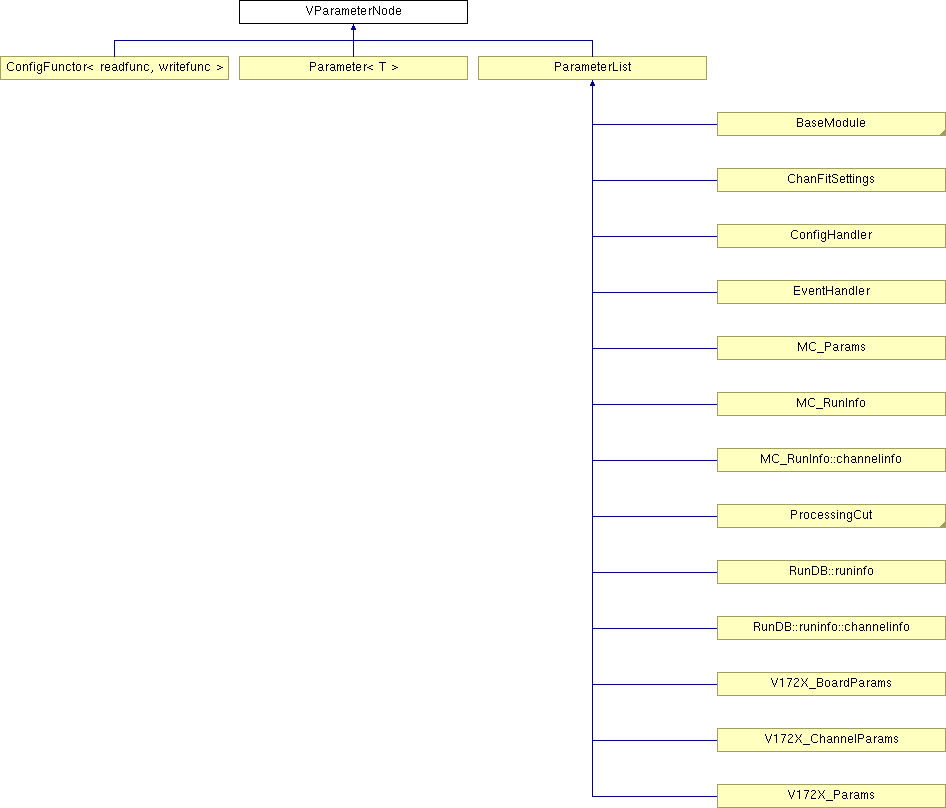 VParameterNode
ConfigFunctor< readfunc, writefunc >
Parameter< T >
ParameterList
BaseModule
ChanFitSettings
ConfigHandler
EventHandler
MC_Params
MC_RunInfo
MC_RunInfo::channelinfo
ProcessingCut
RunDB::runinfo
RunDB::runinfo::channelinfo
V172X_BoardParams
V172X_ChannelParams
V172X_Params